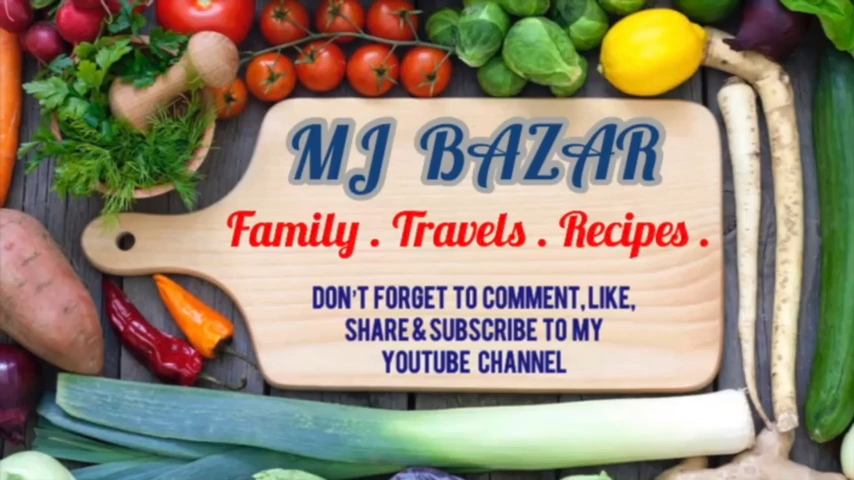 MJ BAZAR
Family . Travels . Recipes .
DON'T FORGET TO COMMENT, LIKE,
SHARE & SUBSCRIBE TO MY
YOUTUBE CHANNEL